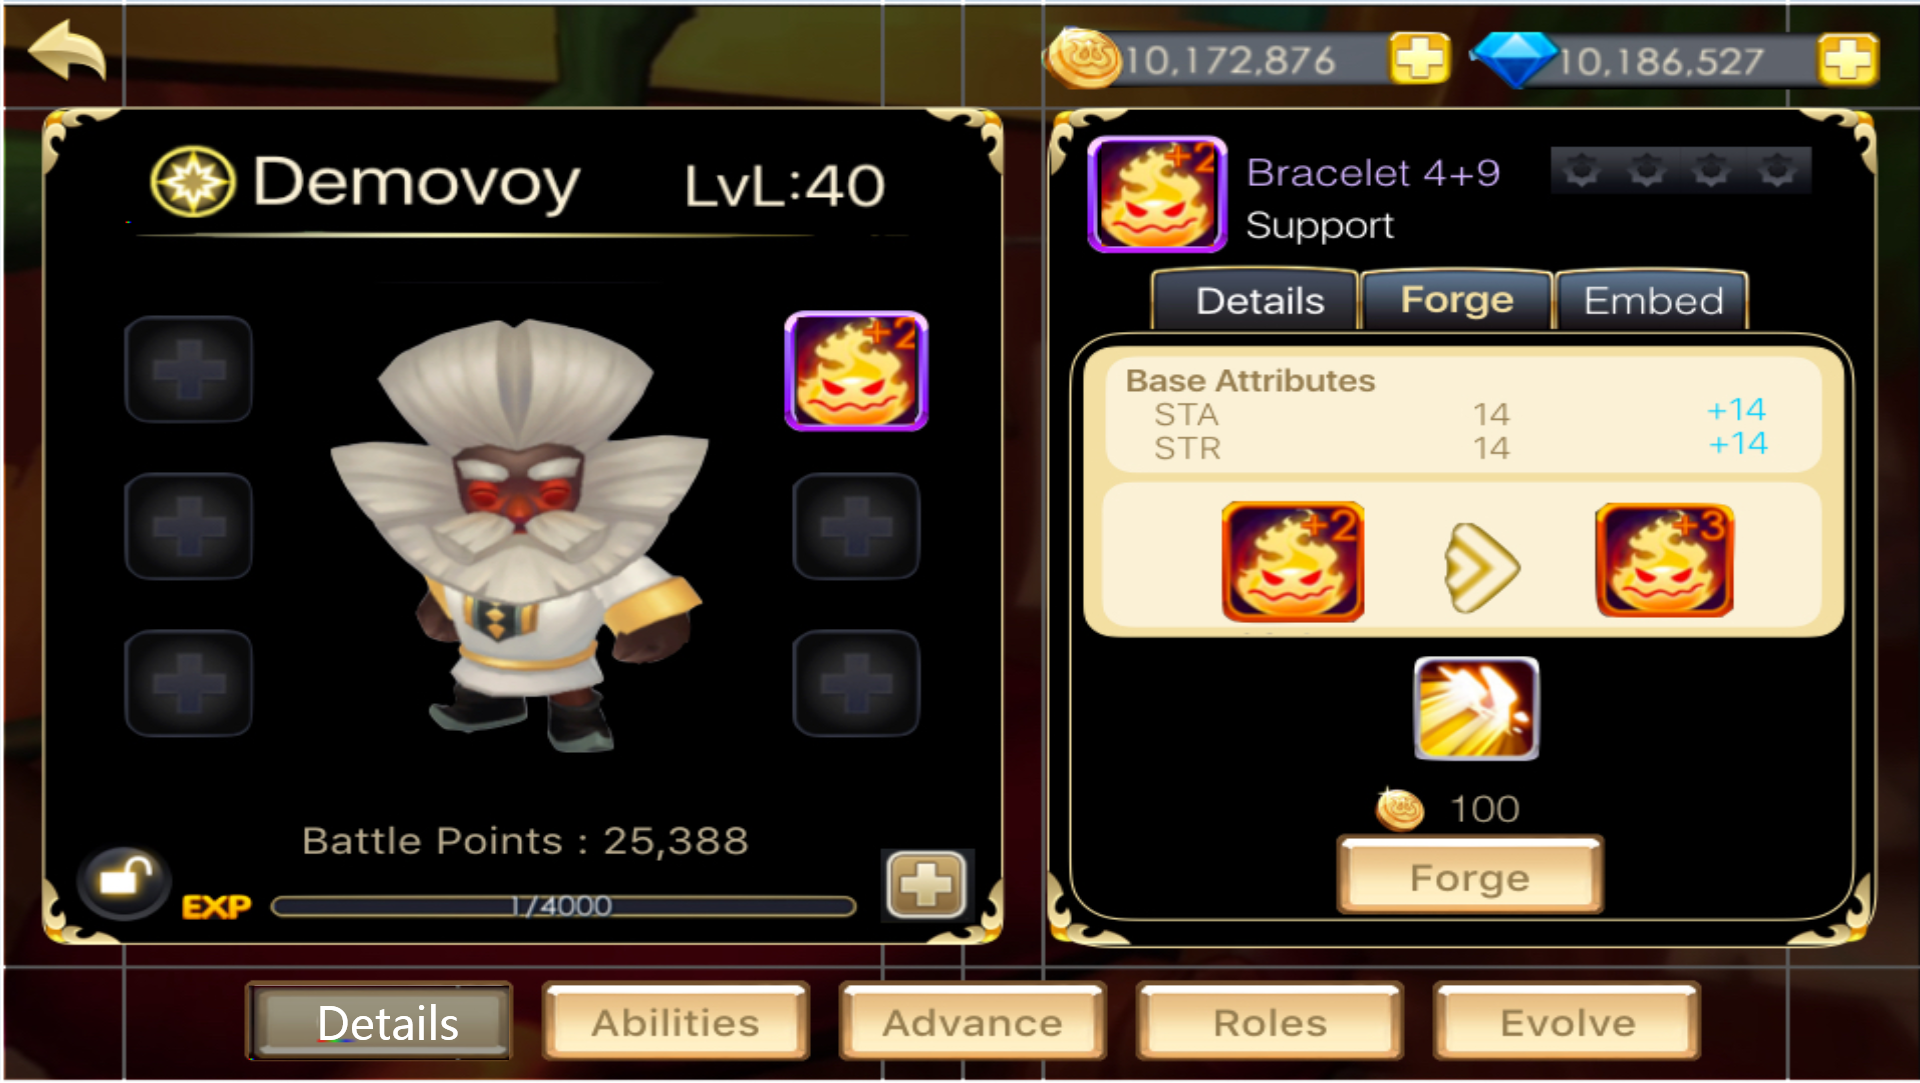 10,172,876
10,186,527
Demovoy
LvL:40
+2
Battle Points : 25,388
EXP
1/4000
+2
Bracelet 4+9
Support
Details
Forge
Embed
Base Attributes
STA 14 +14
STR 14 +14
+2
+3
100
Forge
Details
Abilities
Advance
Roles
Evolve